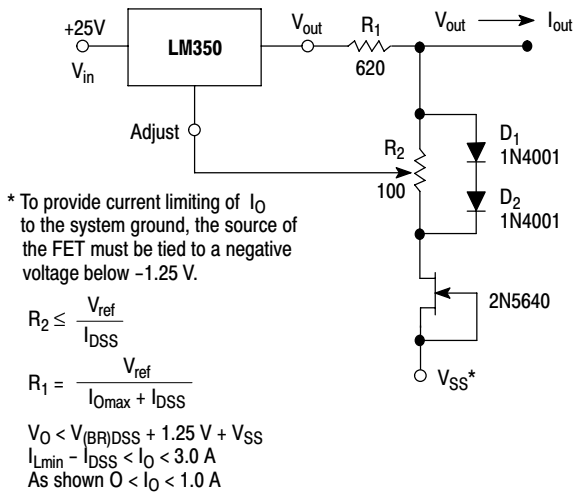 +25V
V_in
LM350
V_out
R_1
620
V_out
I_out
Adjust
R_2
100
D_1
1N4001
D_2
1N4001
2N5640
V_SS*
* To provide current limiting of I_O
to the system ground, the source of
the FET must be tied to a negative
voltage below –1.25 V.
R_2 ≤ V_ref / I_DSS
R_1 = V_ref / I_Omax + I_DSS
V_O < V_(BR)DSS + 1.25 V + V_SS
I_Lmin – I_DSS < I_O < 3.0 A
As shown O < I_O < 1.0 A